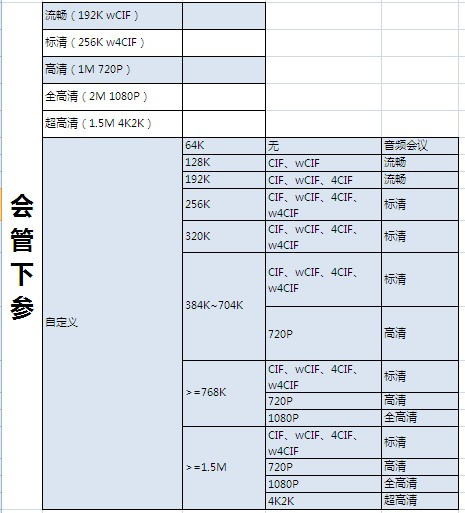 流畅（192K wCIF）
标清（256K w4CIF）
高清（1M 720P）
全高清（2M 1080P）
超高清（1.5M 4K2K）
会管下参
自定义
64K 无 音频会议
128K CIF、wCIF 流畅
192K CIF、wCIF、4CIF 流畅
256K CIF、wCIF、4CIF、
w4CIF 标清
320K CIF、wCIF、4CIF、
w4CIF 标清
384K~704K CIF、wCIF、4CIF、
w4CIF 标清
720P 高清
>=768K CIF、wCIF、4CIF、
w4CIF 标清
720P 高清
1080P 全高清
>=1.5M CIF、wCIF、4CIF、
w4CIF 标清
720P 高清
1080P 全高清
4K2K 超高清